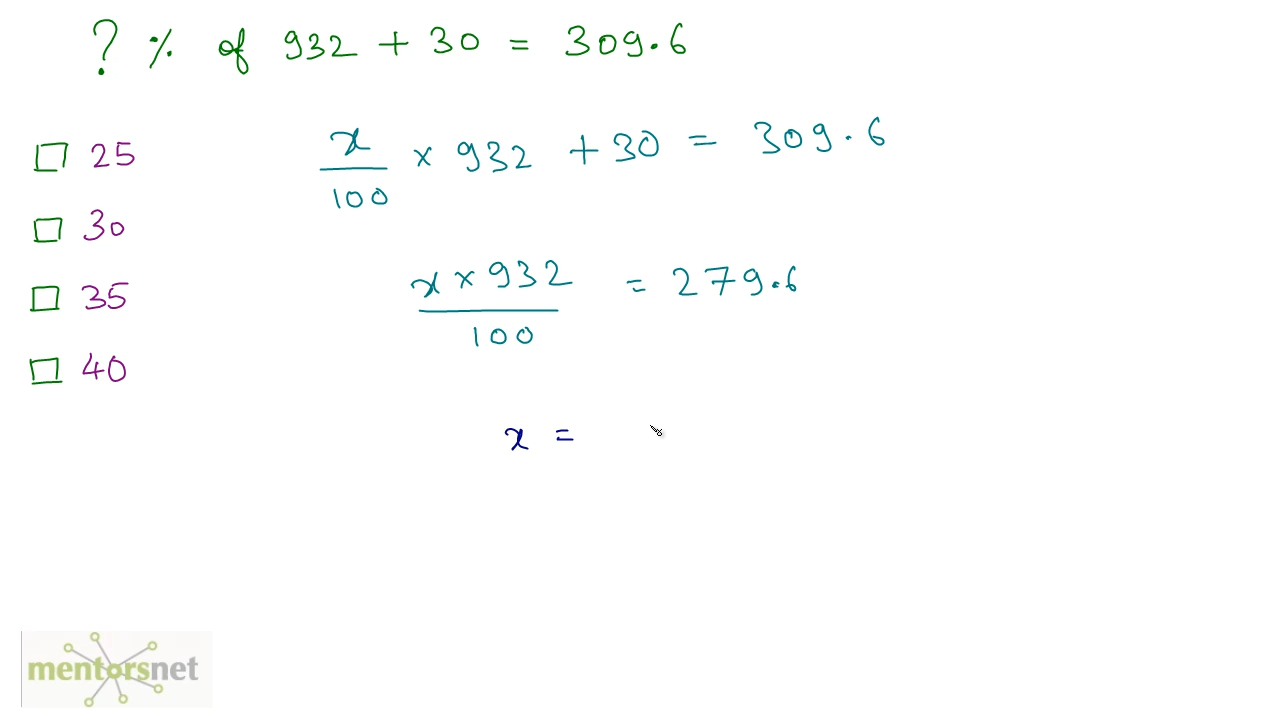 ? % of 932 + 30 = 309.6
25
30
35
40
x/100 × 932 + 30 = 309.6
x × 932/100 = 279.6
x =
mentorsnet